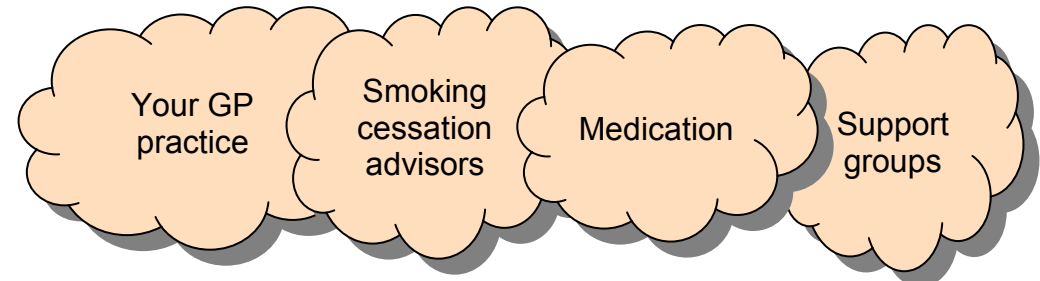 Your GP
practice
Smoking
cessation
advisors
Medication
Support
groups